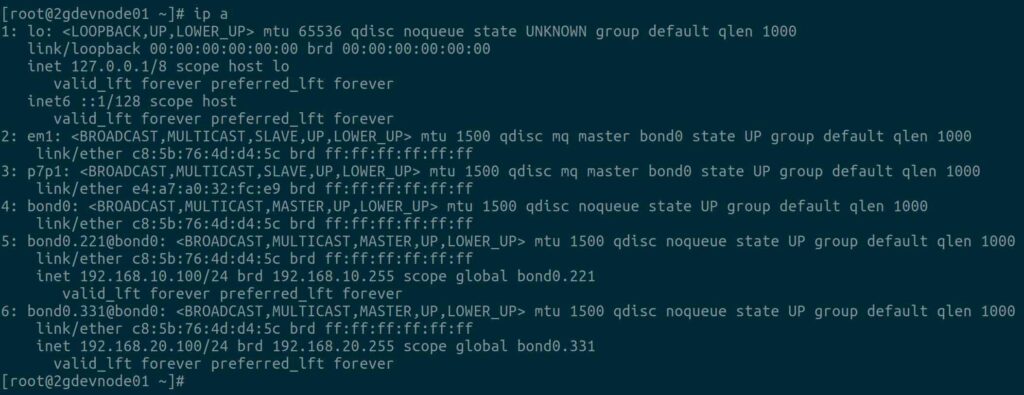 [root@2gdevnode01 ~]# ip a
1: lo: <LOOPBACK,UP,LOWER_UP> mtu 65536 qdisc noqueue state UNKNOWN group default qlen 1000
link/loopback 00:00:00:00:00:00 brd 00:00:00:00:00:00
inet 127.0.0.1/8 scope host lo
valid_lft forever preferred_lft forever
inet6 ::1/128 scope host
valid_lft forever preferred_lft forever
2: em1: <BROADCAST,MULTICAST,SLAVE,UP,LOWER_UP> mtu 1500 qdisc mq master bond0 state UP group default qlen 1000
link/ether c8:5b:76:4d:d4:5c brd ff:ff:ff:ff:ff:ff
3: p7p1: <BROADCAST,MULTICAST,SLAVE,UP,LOWER_UP> mtu 1500 qdisc mq master bond0 state UP group default qlen 1000
link/ether e4:a7:a0:32:fc:e9 brd ff:ff:ff:ff:ff:ff
4: bond0: <BROADCAST,MULTICAST,MASTER,UP,LOWER_UP> mtu 1500 qdisc noqueue state UP group default qlen 1000
link/ether c8:5b:76:4d:d4:5c brd ff:ff:ff:ff:ff:ff
5: bond0.221@bond0: <BROADCAST,MULTICAST,MASTER,UP,LOWER_UP> mtu 1500 qdisc noqueue state UP group default qlen 1000
link/ether c8:5b:76:4d:d4:5c brd ff:ff:ff:ff:ff:ff
inet 192.168.10.100/24 brd 192.168.10.255 scope global bond0.221
valid_lft forever preferred_lft forever
6: bond0.331@bond0: <BROADCAST,MULTICAST,MASTER,UP,LOWER_UP> mtu 1500 qdisc noqueue state UP group default qlen 1000
link/ether c8:5b:76:4d:d4:5c brd ff:ff:ff:ff:ff:ff
inet 192.168.20.100/24 brd 192.168.20.255 scope global bond0.331
valid_lft forever preferred_lft forever
[root@2gdevnode01 ~]#